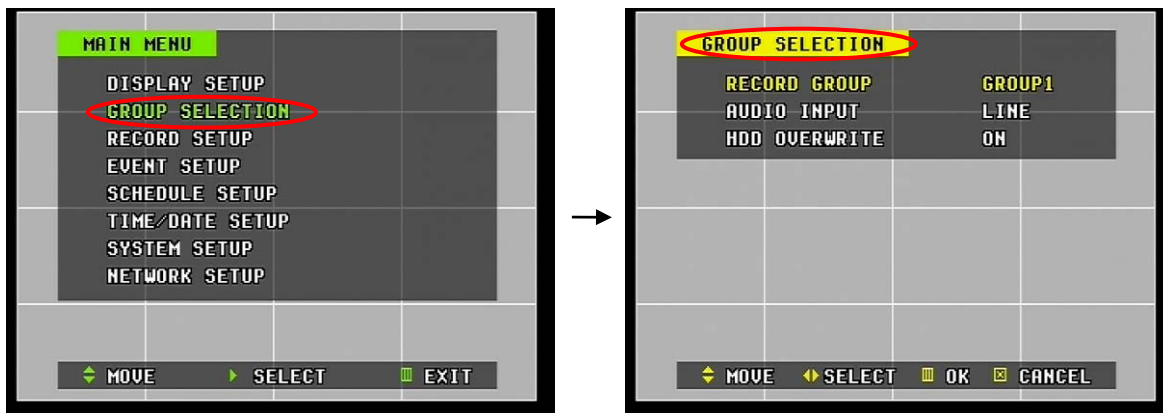 MAIN MENU
DISPLAY SETUP
GROUP SELECTION
RECORD SETUP
EVENT SETUP
SCHEDULE SETUP
TIME/DATE SETUP
SYSTEM SETUP
NETWORK SETUP
MOVE SELECT EXIT
GROUP SELECTION
RECORD GROUP GROUP1
AUDIO INPUT LINE
HDD OVERWRITE ON
MOVE SELECT OK CANCEL